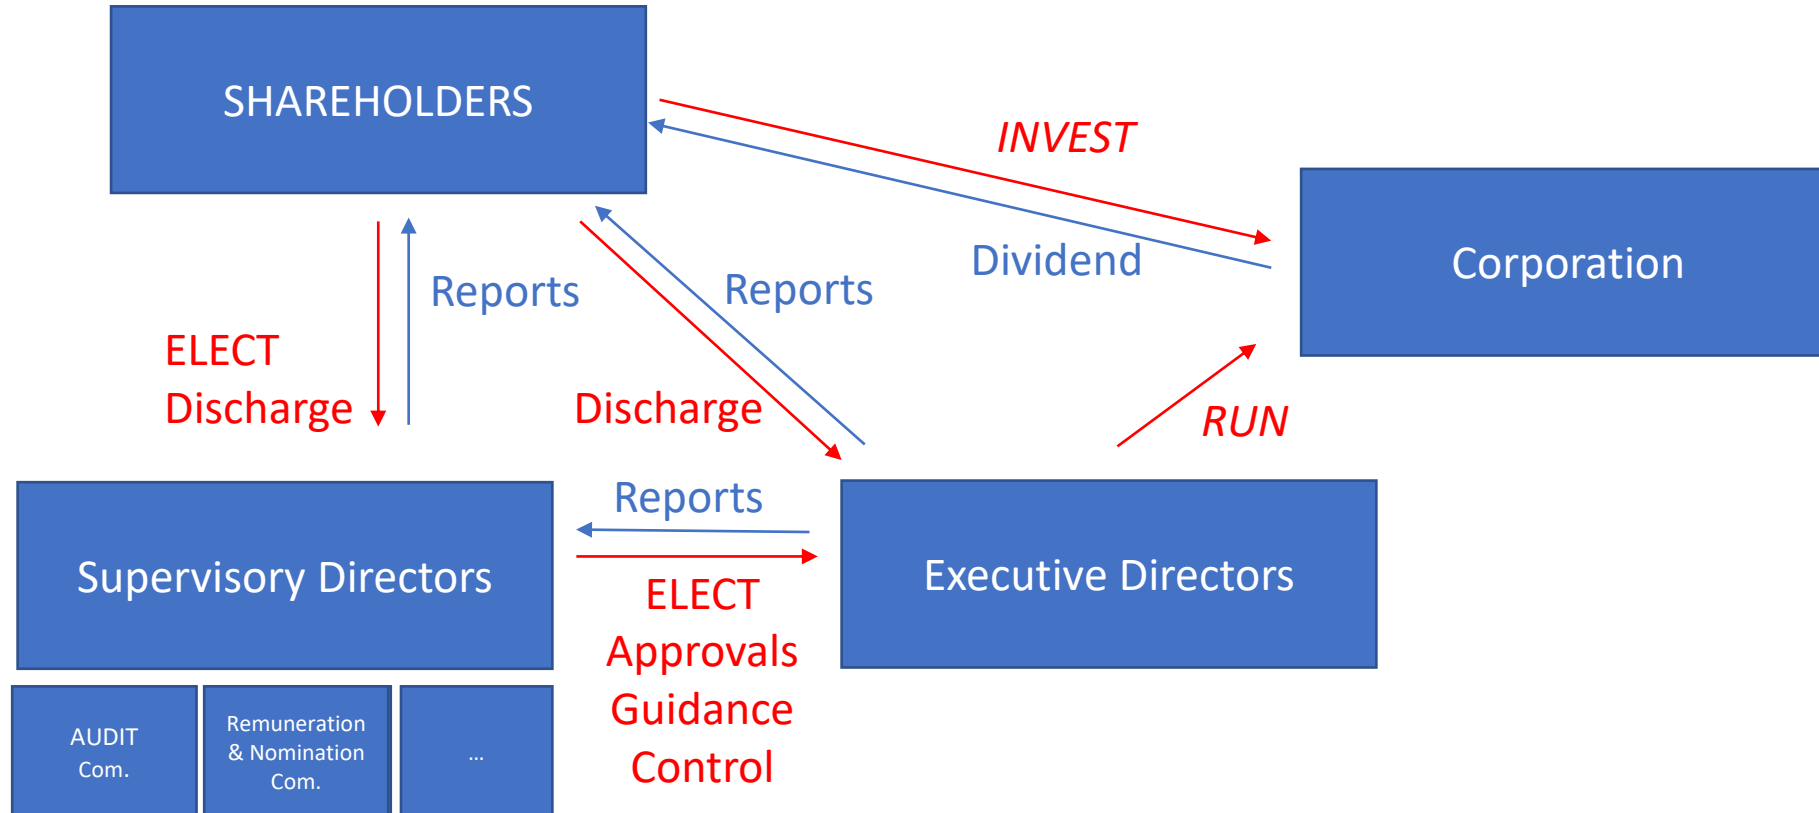 SHAREHOLDERS
INVEST
Dividend
Corporation
Reports
Reports
ELECT
Discharge
Discharge
RUN
Reports
Supervisory Directors
Executive Directors
ELECT
Approvals
Guidance
Control
AUDIT
Com.
Remuneration
& Nomination
Com.
...